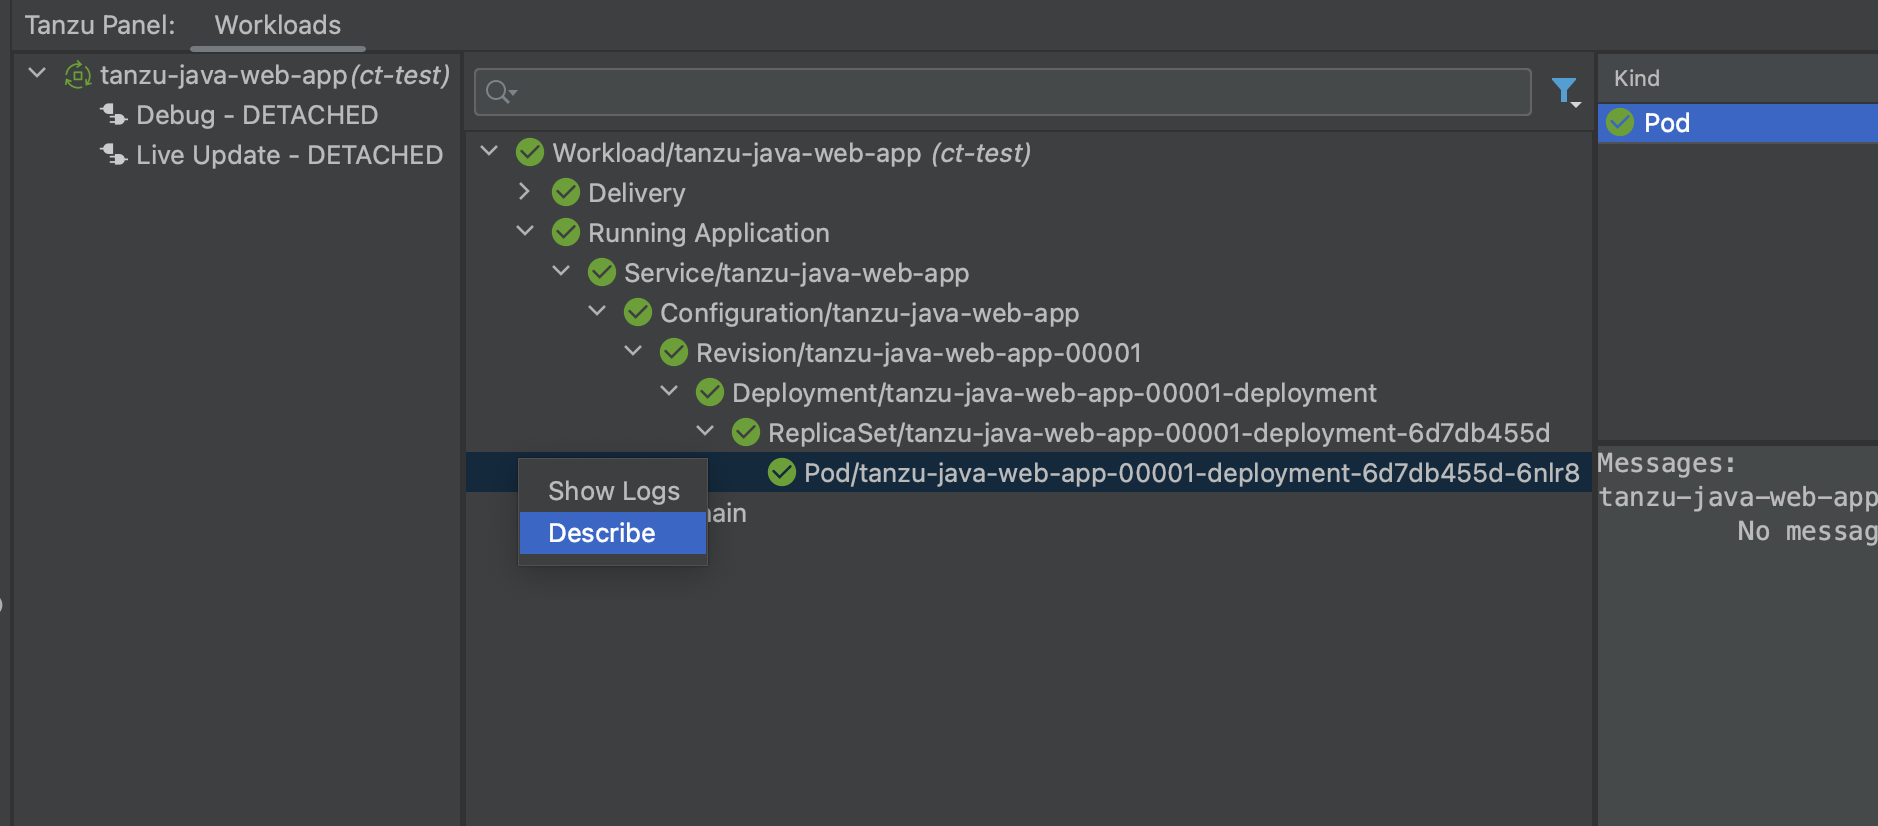 Tanzu Panel: Workloads
tanzu-java-web-app (ct-test)
Debug - DETACHED
Live Update - DETACHED
Workload/tanzu-java-web-app (ct-test)
Delivery
Running Application
Service/tanzu-java-web-app
Configuration/tanzu-java-web-app
Revision/tanzu-java-web-app-00001
Deployment/tanzu-java-web-app-00001-deployment
ReplicaSet/tanzu-java-web-app-00001-deployment-6d7db455d
Pod/tanzu-java-web-app-00001-deployment-6d7db455d-6nlr8
Show Logs
Describe
Kind
Pod
Messages:
tanzu-java-web-app
No messag